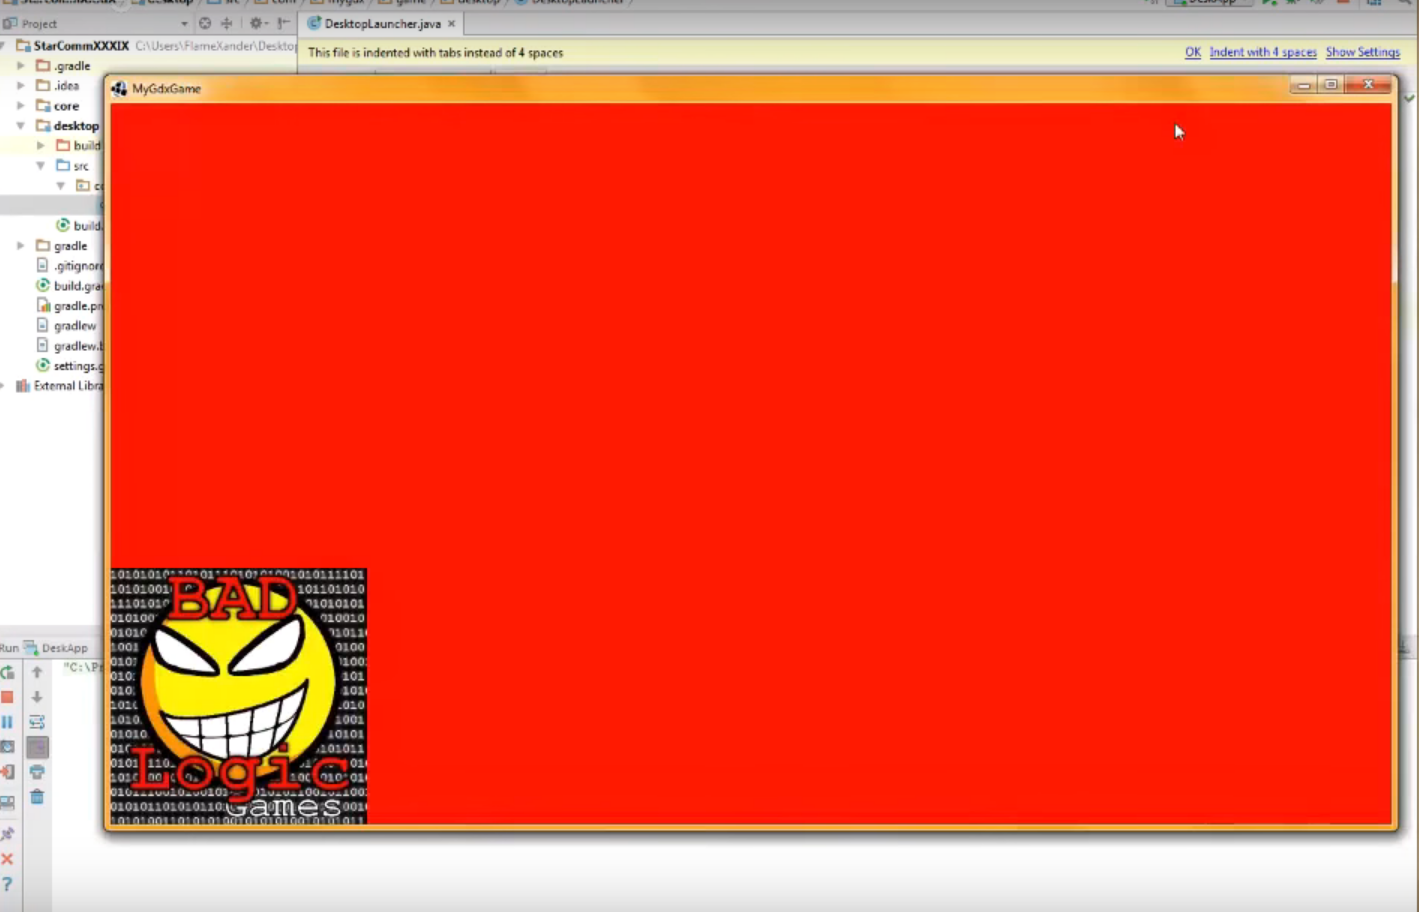 Project
DesktopLauncher.java
StarCommXXXIX C:\Users\FlameXander\Deskto
This file is indented with tabs instead of 4 spaces
OK Indent with 4 spaces Show Settings
.gradle
.idea
core
desktop
build
src
build.
gradle
.gitignore
build.gra
gradle.pr
gradlew
gradlew.b
settings.g
External Libra
MyGdxGame
BAD
Logic
Games
Run DeskApp
"C:\Pr